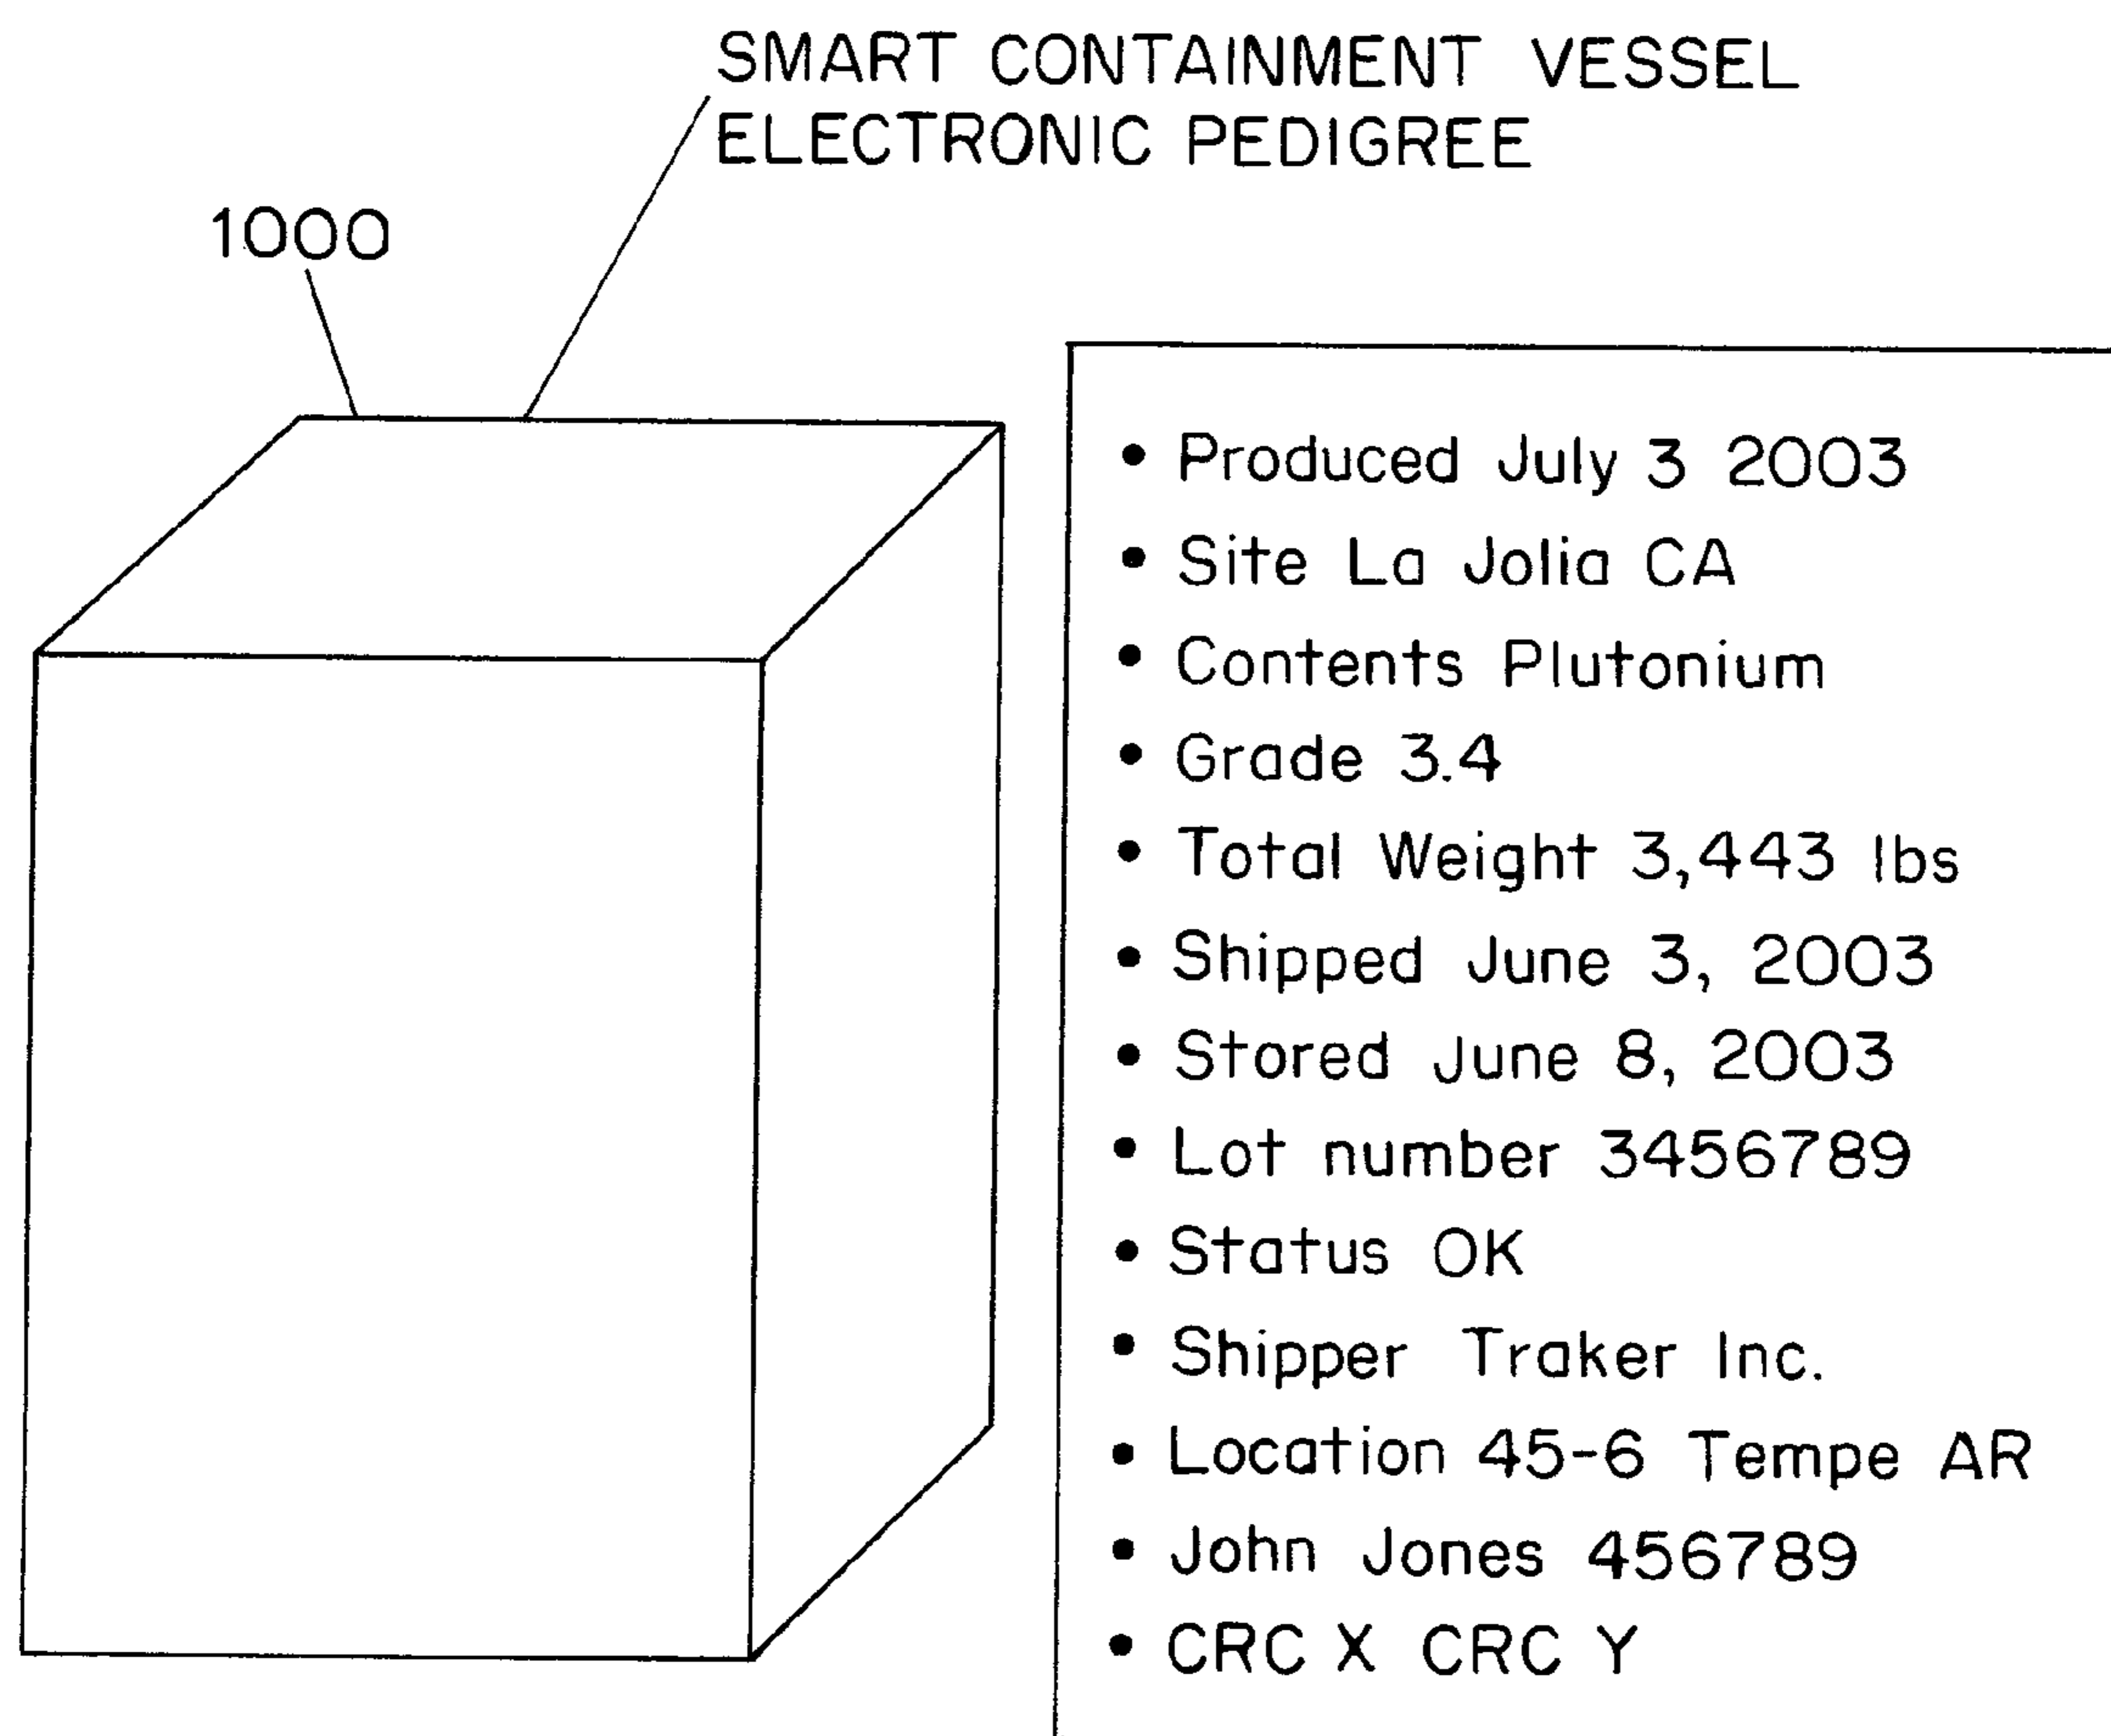 SMART CONTAINMENT VESSEL
ELECTRONIC PEDIGREE
1000
• Produced July 3 2003
• Site La Jolia CA
• Contents Plutonium
• Grade 3.4
• Total Weight 3,443 lbs
• Shipped June 3, 2003
• Stored June 8, 2003
• Lot number 3456789
• Status OK
• Shipper Traker Inc.
• Location 45-6 Tempe AR
• John Jones 456789
• CRC X CRC Y